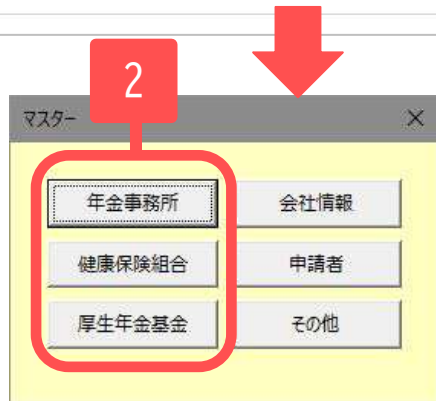 2
マスター
年金事務所 会社情報
健康保険組合 申請者
厚生年金基金 その他